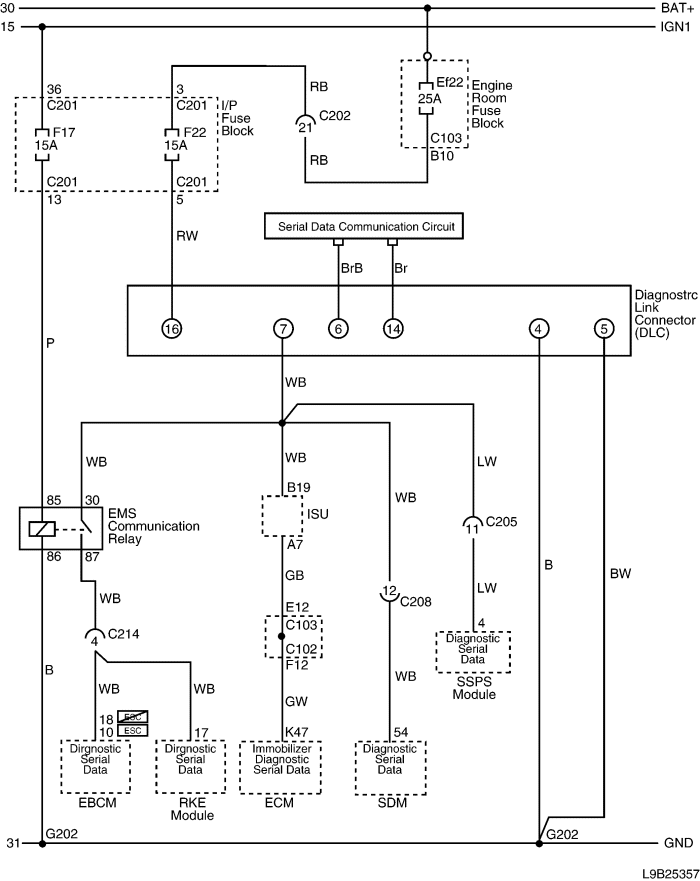 30 BAT+
15 IGN1
36 3
C201 C201
I/P
Fuse
Block
F17
15A
F22
15A
C201 C201
13 5
RB
C202
21
RB
Ef22
25A
Engine
Room
Fuse
Block
C103
B10
RW
Serial Data Communication Circuit
BrB Br
Diagnostrc
Link
Connector
(DLC)
16 7 6 14 4 5
P
WB
WB WB WB LW
B19
ISU
A7
85 30
EMS
Communication
Relay
86 87
11 C205
LW
B BW
GB
12
C208
WB
4 C214
E12
C103
C102
F12
4
Diagnostic
Serial
Data
SSPS
Module
B
WB WB GW WB
18 ESC
10 ESC
17 K47 54
Dirgnostic
Serial
Data
EBCM
Dirgnostic
Serial
Data
RKE
Module
Immobilizer
Diagnostic
Serial Data
ECM
Diagnostic
Serial
Data
SDM
G202 G202
31 GND
L9B25357